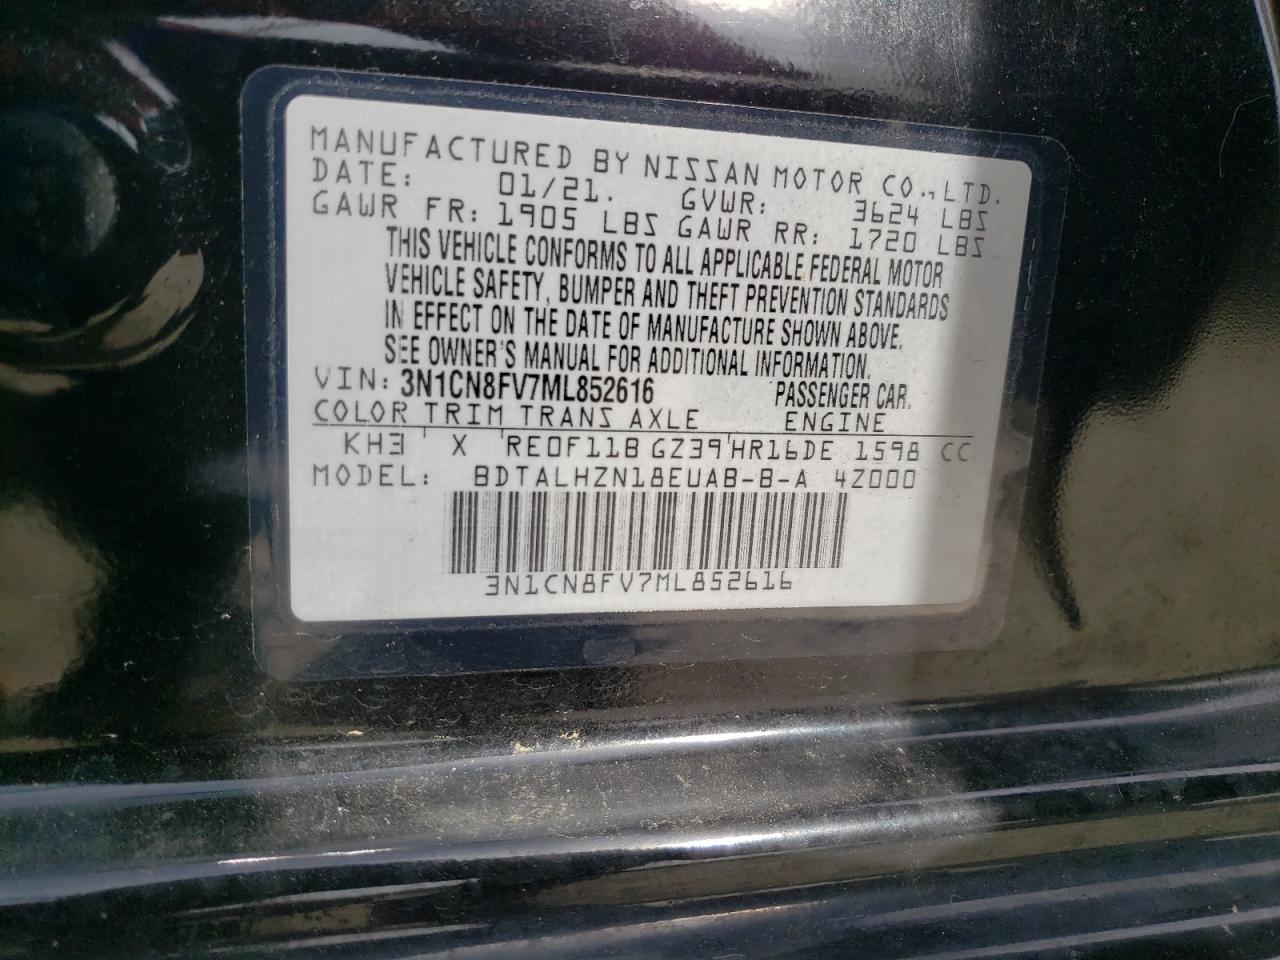 MANUFACTURED BY NISSAN MOTOR CO.,LTD.
DATE: 01/21. GVWR: 3624 LBS
GAWR FR: 1905 LBS GAWR RR: 1720 LBS
THIS VEHICLE CONFORMS TO ALL APPLICABLE FEDERAL MOTOR
VEHICLE SAFETY, BUMPER AND THEFT PREVENTION STANDARDS
IN EFFECT ON THE DATE OF MANUFACTURE SHOWN ABOVE.
SEE OWNER'S MANUAL FOR ADDITIONAL INFORMATION.
VIN: 3N1CN8FV7ML852616 PASSENGER CAR.
COLOR TRIM TRANS AXLE ENGINE
KH3 X RE0F11B GZ39 HR16DE 1598 CC
MODEL: BDTALHZN18EUAB-B-A 4Z000
3N1CN8FV7ML852616